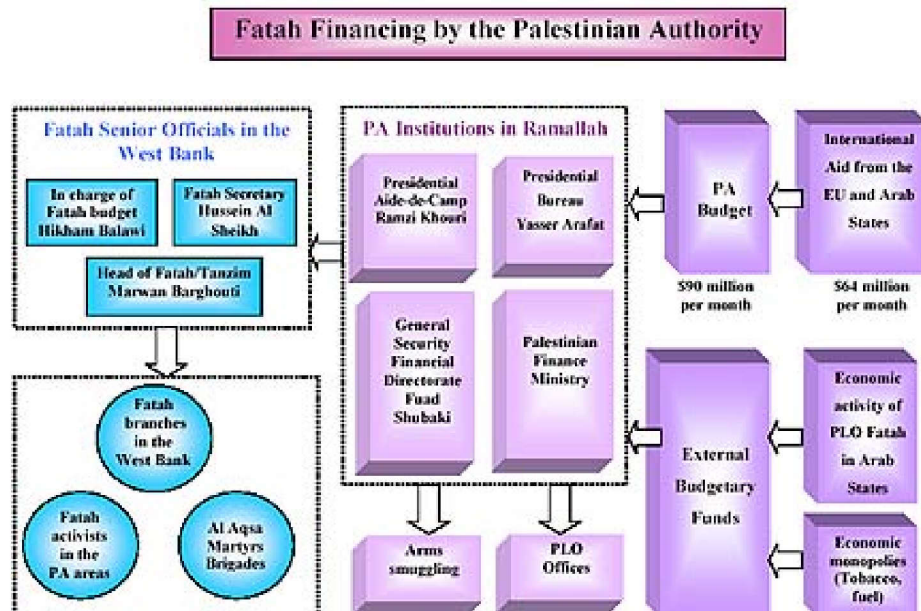 Fatah Financing by the Palestinian Authority
Fatah Senior Officials in the
West Bank
In charge of
Fatah budget
Hikham Balawi
Fatah Secretary
Hussein Al
Sheikh
Head of Fatah/Tanzim
Marwan Barghouti
Fatah
branches
in the
West Bank
Fatah
activists
in the
PA areas
Al Aqsa
Martyrs
Brigades
PA Institutions in Ramallah
Presidential
Aide-de-Camp
Ramzi Khouri
Presidential
Bureau
Yasser Arafat
General
Security
Financial
Directorate
Fuad
Shubaki
Palestinian
Finance
Ministry
Arms
smuggling
PLO
Offices
PA
Budget
$90 million
per month
International
Aid from the
EU and Arab
States
$64 million
per month
External
Budgetary
Funds
Economic
activity of
PLO Fatah
in Arab
States
Economic
monopolies
(Tobacco,
fuel)